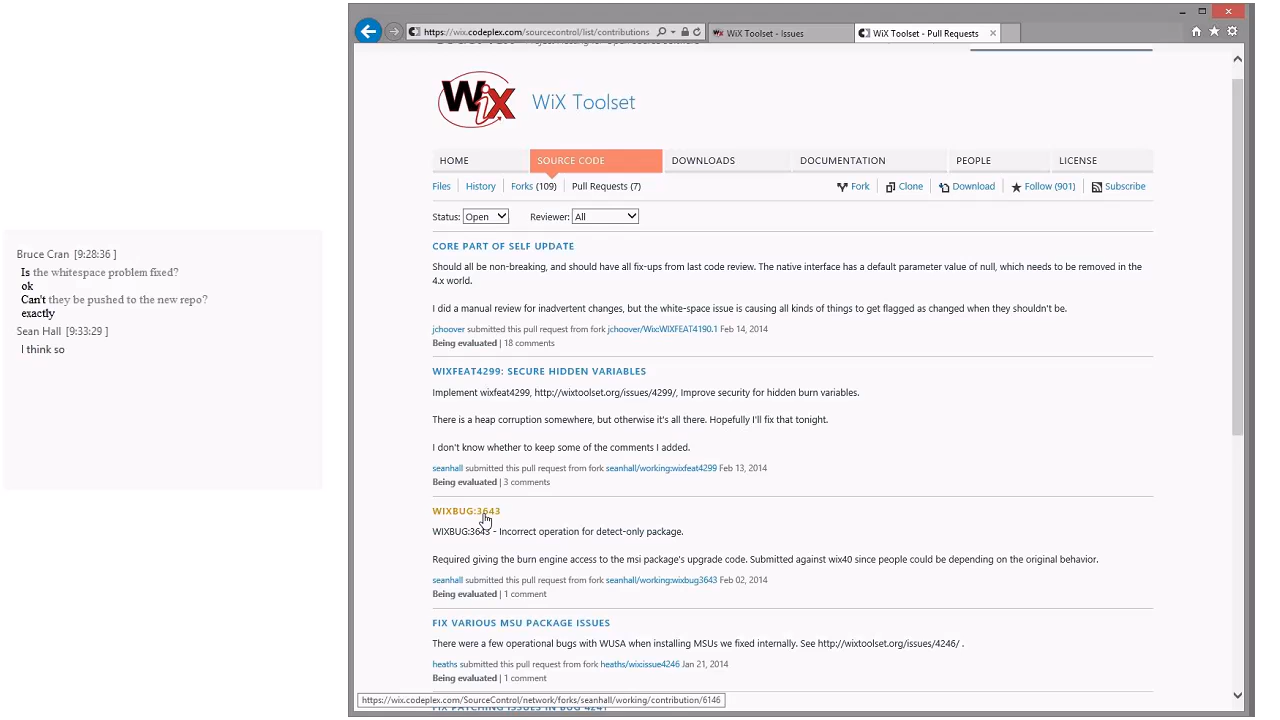 Bruce Cran [9:28:36 ]
Is the whitespace problem fixed?
ok
Can't they be pushed to the new repo?
exactly
Sean Hall [9:33:29 ]
I think so
https://wix.codeplex.com/sourcecontrol/list/contributions
WiX Toolset - Issues
WiX Toolset - Pull Requests
WiX
WiX Toolset
HOME
SOURCE CODE
DOWNLOADS
DOCUMENTATION
PEOPLE
LICENSE
Files
History
Forks (109)
Pull Requests (7)
Fork
Clone
Download
Follow (901)
Subscribe
Status: Open
Reviewer: All
CORE PART OF SELF UPDATE
Should all be non-breaking, and should have all fix-ups from last code review. The native interface has a default parameter value of null, which needs to be removed in the
4.x world.
I did a manual review for inadvertent changes, but the white-space issue is causing all kinds of things to get flagged as changed when they shouldn't be.
jchoover submitted this pull request from fork jchoover/Wix:WIXFEAT4190.1 Feb 14, 2014
Being evaluated | 18 comments
WIXFEAT4299: SECURE HIDDEN VARIABLES
Implement wixfeat4299, http://wixtoolset.org/issues/4299/, Improve security for hidden burn variables.
There is a heap corruption somewhere, but otherwise it's all there. Hopefully I'll fix that tonight.
I don't know whether to keep some of the comments I added.
seanhall submitted this pull request from fork seanhall/working:wixfeat4299 Feb 13, 2014
Being evaluated | 3 comments
WIXBUG:3643
WIXBUG:3643 - Incorrect operation for detect-only package.
Required giving the burn engine access to the msi package's upgrade code. Submitted against wix40 since people could be depending on the original behavior.
seanhall submitted this pull request from fork seanhall/working:wixbug3643 Feb 02, 2014
Being evaluated | 1 comment
FIX VARIOUS MSU PACKAGE ISSUES
There were a few operational bugs with WUSA when installing MSUs we fixed internally. See http://wixtoolset.org/issues/4246/ .
heaths submitted this pull request from fork heaths/wix:issue4246 Jan 21, 2014
Being evaluated | 1 comment
https://wix.codeplex.com/SourceControl/network/forks/seanhall/working/contribution/6146